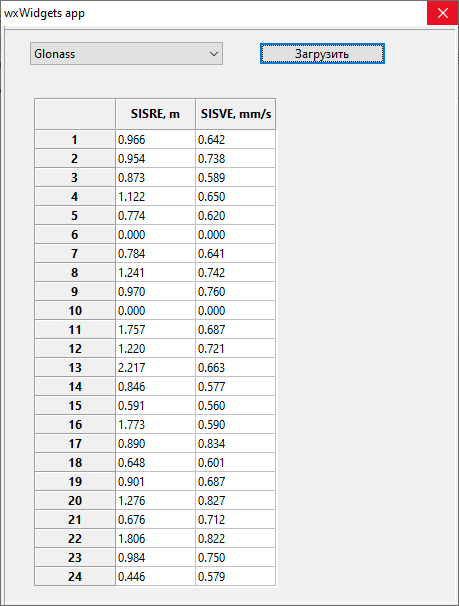 wxWidgets app
Glonass Загрузить
SISRE, m SISVE, mm/s
1 0.966 0.642
2 0.954 0.738
3 0.873 0.589
4 1.122 0.650
5 0.774 0.620
6 0.000 0.000
7 0.784 0.641
8 1.241 0.742
9 0.970 0.760
10 0.000 0.000
11 1.757 0.687
12 1.220 0.721
13 2.217 0.663
14 0.846 0.577
15 0.591 0.560
16 1.773 0.590
17 0.890 0.834
18 0.648 0.601
19 0.901 0.687
20 1.276 0.827
21 0.676 0.712
22 1.806 0.822
23 0.984 0.750
24 0.446 0.579